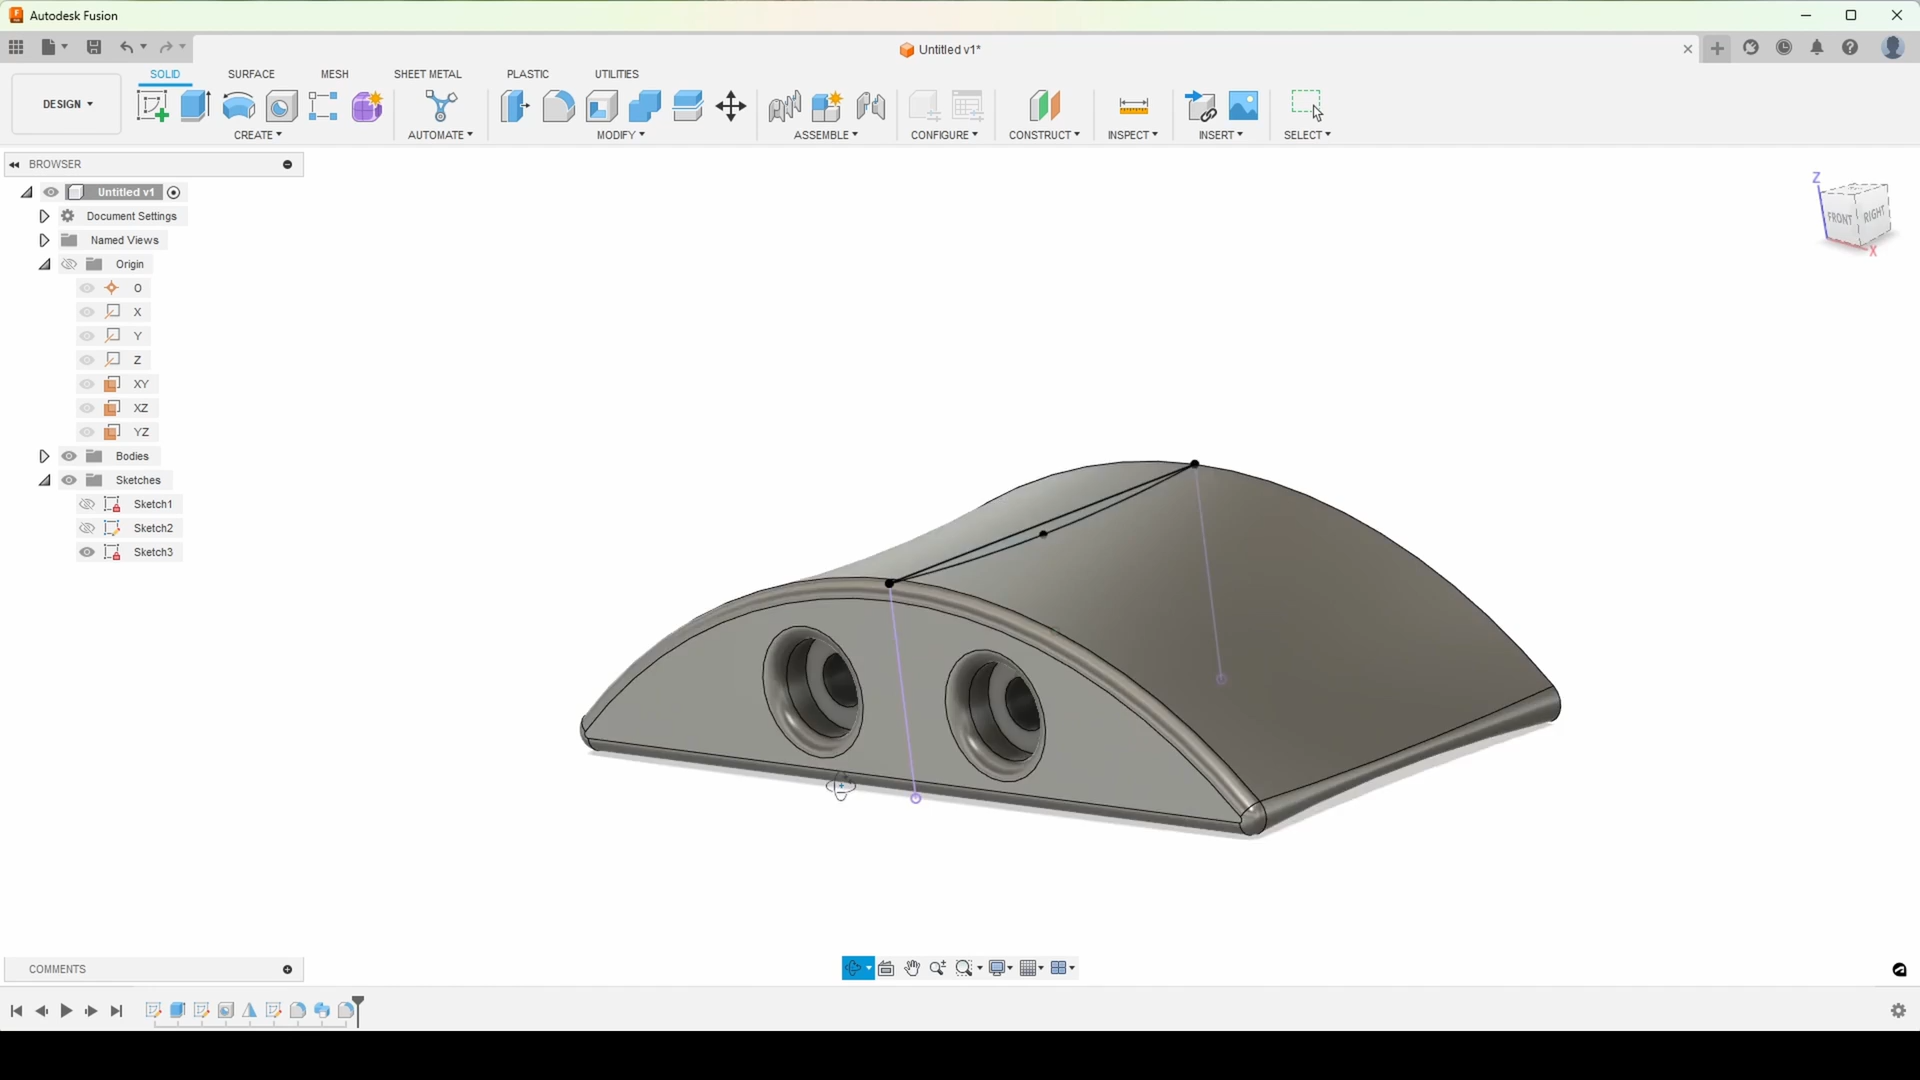 Autodesk Fusion
Untitled v1*
SOLID SURFACE MESH SHEET METAL PLASTIC UTILITIES
DESIGN
CREATE AUTOMATE MODIFY ASSEMBLE CONFIGURE CONSTRUCT INSPECT INSERT SELECT
BROWSER
Untitled v1
Document Settings
Named Views
Origin
O
X
Y
Z
XY
XZ
YZ
Bodies
Sketches
Sketch1
Sketch2
Sketch3
Z
FRONT RIGHT
X
COMMENTS